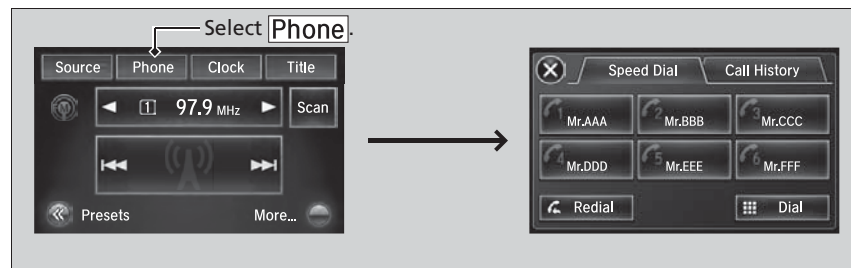 Select Phone.
Source Phone Clock Title
1 97.9 MHz Scan
Presets More...
Speed Dial Call History
1 Mr.AAA 2 Mr.BBB 3 Mr.CCC
4 Mr.DDD 5 Mr.EEE 6 Mr.FFF
Redial Dial